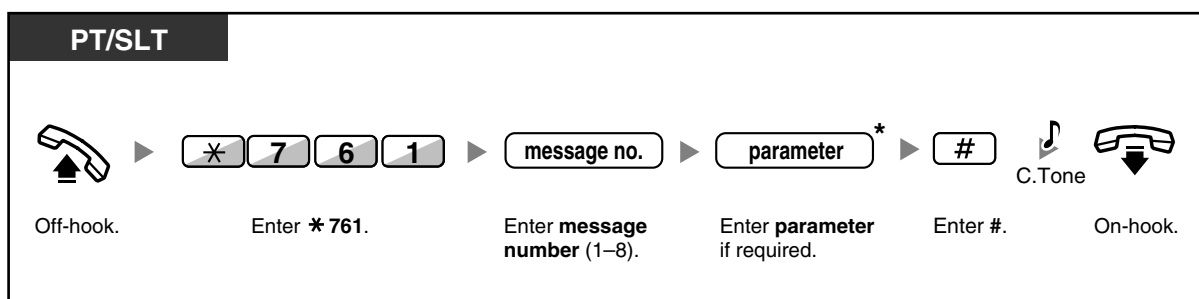 PT/SLT
✳ 7 6 1
message no.
parameter *
#
C.Tone
Off-hook.
Enter ✳ 761.
Enter message
number (1–8).
Enter parameter
if required.
Enter #.
On-hook.